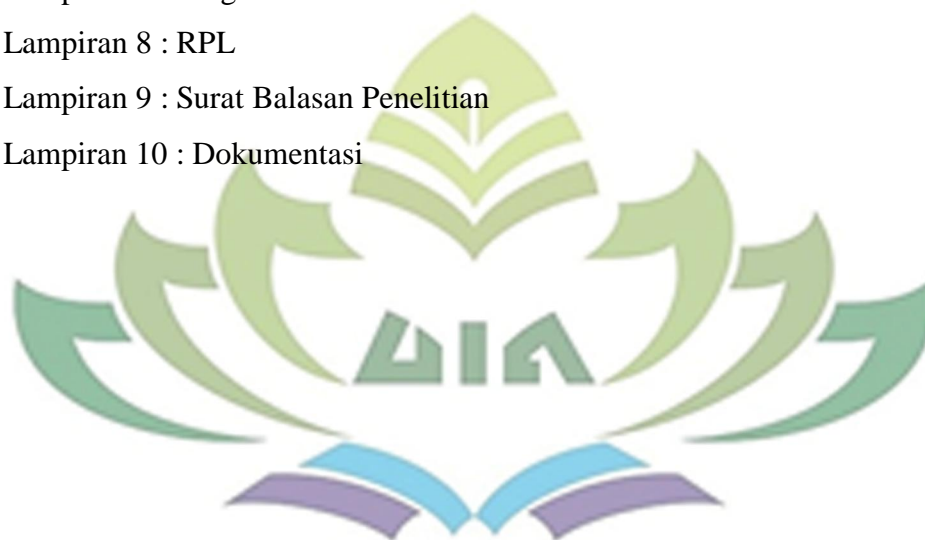 Lampiran 8 : RPL
Lampiran 9 : Surat Balasan Penelitian
Lampiran 10 : Dokumentasi
UIN